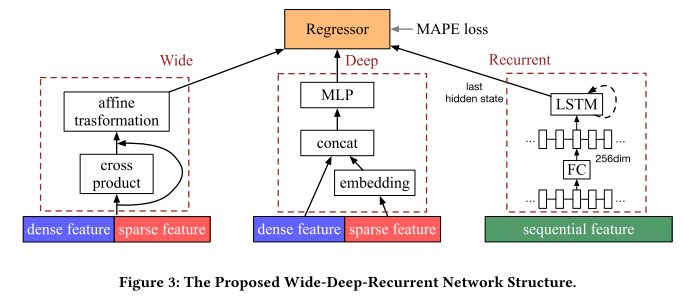 Regressor
MAPE loss
Wide
Deep
Recurrent
affine
trasformation
cross
product
MLP
concat
embedding
last
hidden state
LSTM
...
...
256dim
FC
...
...
dense feature
sparse feature
dense feature
sparse feature
sequential feature
Figure 3: The Proposed Wide-Deep-Recurrent Network Structure.